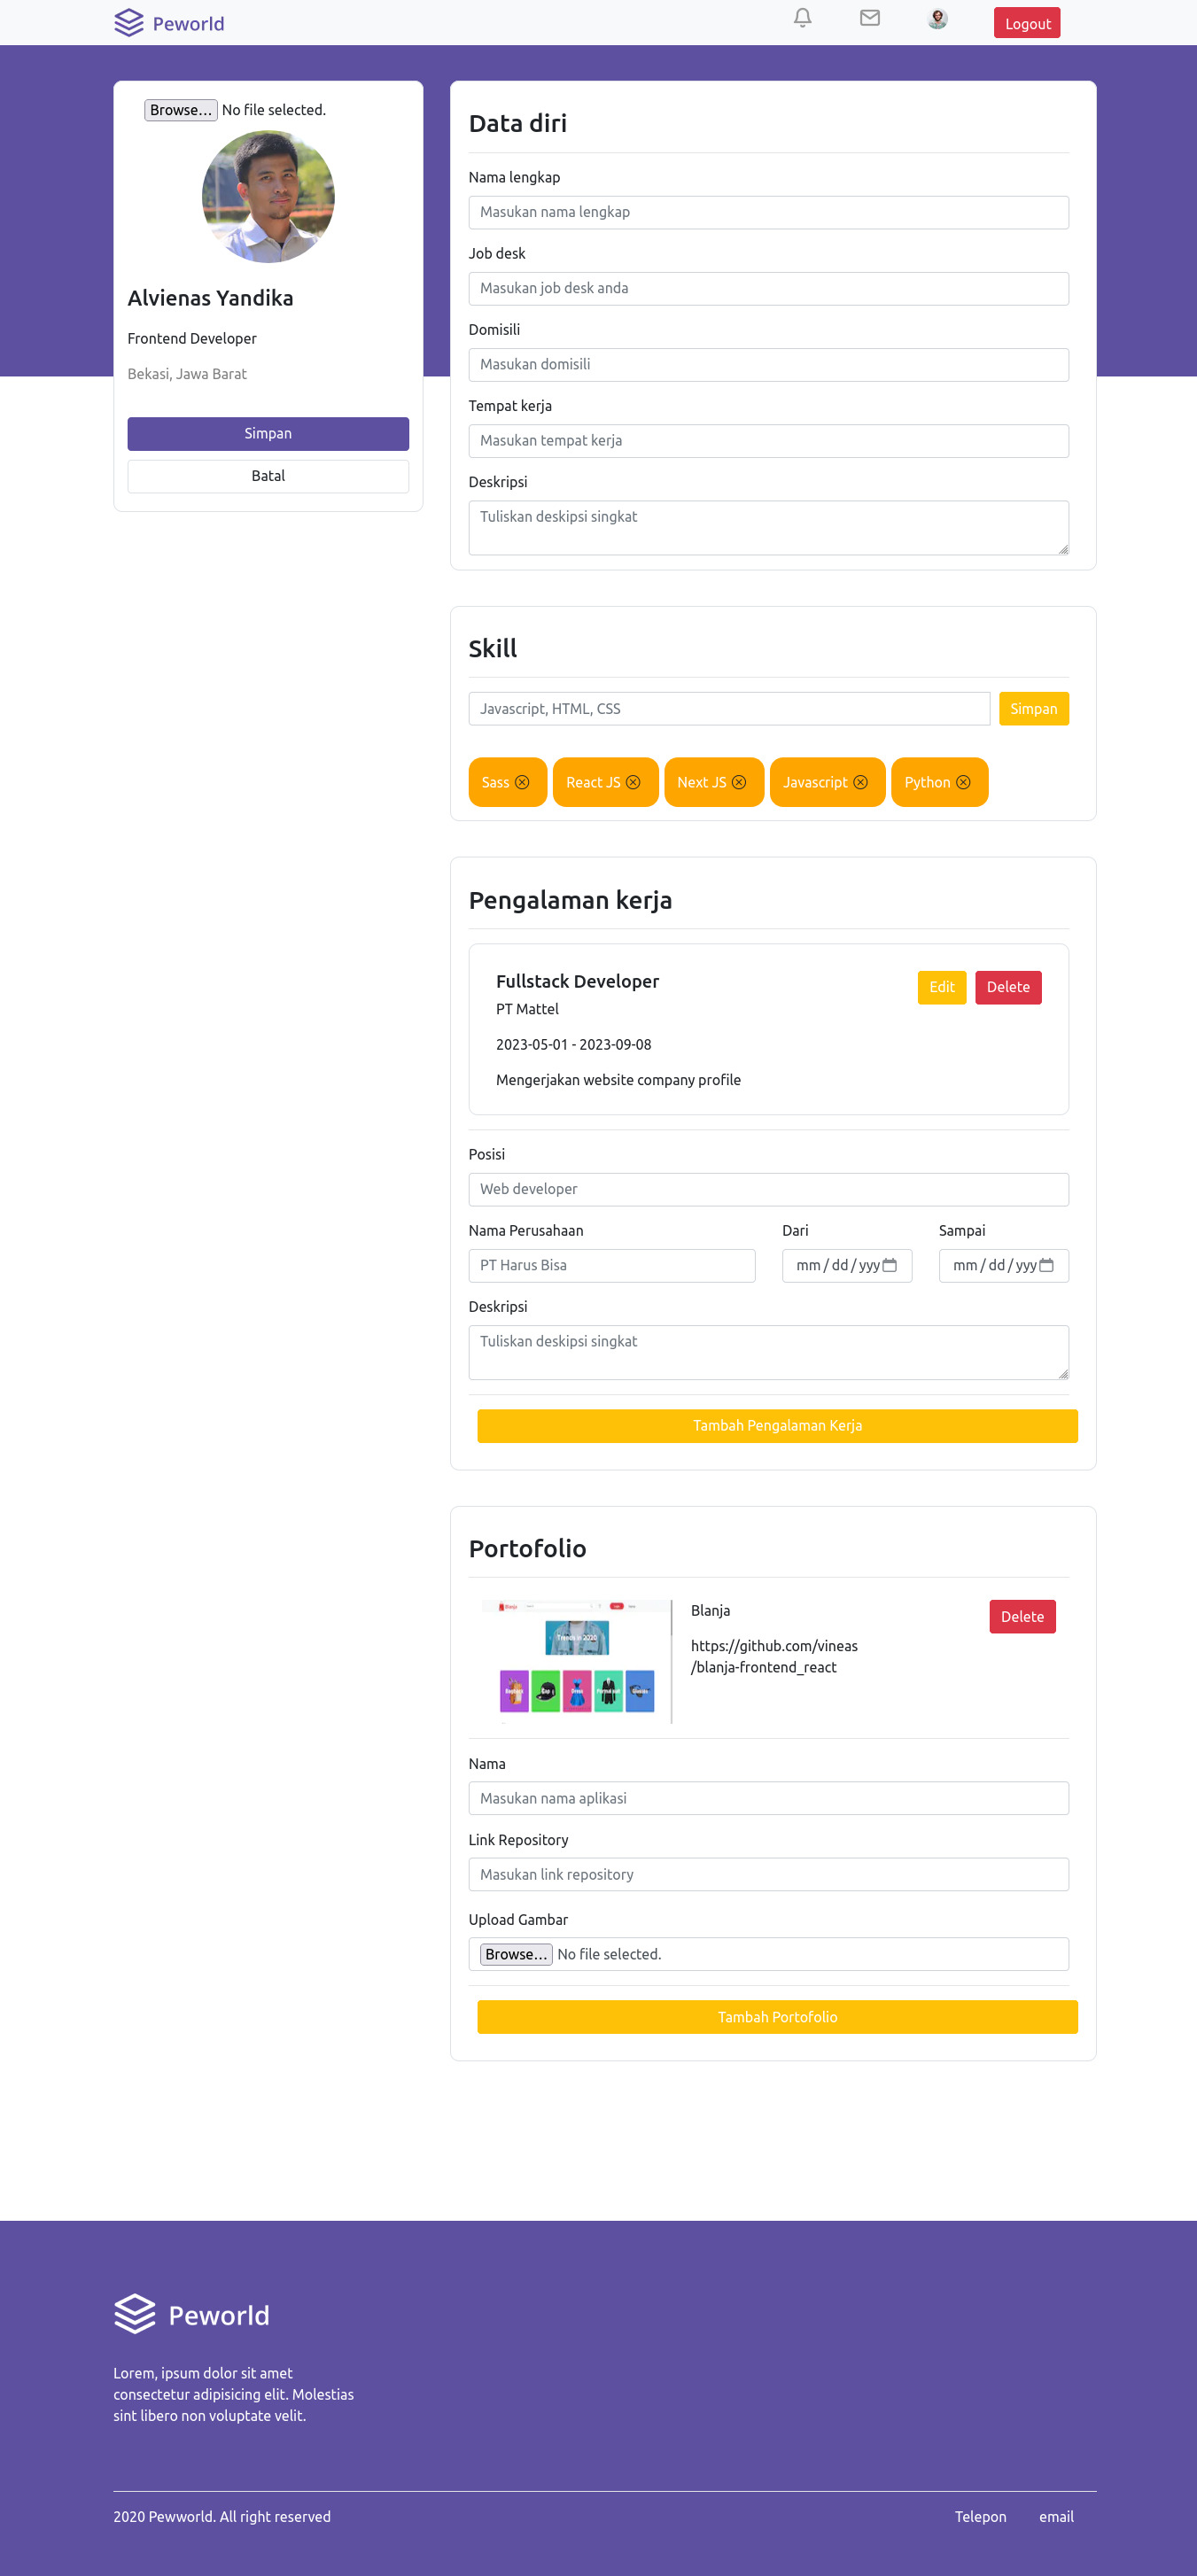 Peworld
Logout
Browse… No file selected.
Alvienas Yandika
Frontend Developer
Bekasi, Jawa Barat
Simpan
Batal
Data diri
Nama lengkap
Masukan nama lengkap
Job desk
Masukan job desk anda
Domisili
Masukan domisili
Tempat kerja
Masukan tempat kerja
Deskripsi
Tuliskan deskipsi singkat
Skill
Javascript, HTML, CSS
Simpan
Sass
React JS
Next JS
Javascript
Python
Pengalaman kerja
Fullstack Developer
Edit
Delete
PT Mattel
2023-05-01 - 2023-09-08
Mengerjakan website company profile
Posisi
Web developer
Nama Perusahaan
Dari
Sampai
PT Harus Bisa
mm / dd / yyy
mm / dd / yyy
Deskripsi
Tuliskan deskipsi singkat
Tambah Pengalaman Kerja
Portofolio
Blanja
Trends in 2020
Blanja
Delete
https://github.com/vineas
/blanja-frontend_react
Nama
Masukan nama aplikasi
Link Repository
Masukan link repository
Upload Gambar
Browse… No file selected.
Tambah Portofolio
Peworld
Lorem, ipsum dolor sit amet
consectetur adipisicing elit. Molestias
sint libero non voluptate velit.
2020 Pewworld. All right reserved
Telepon
email